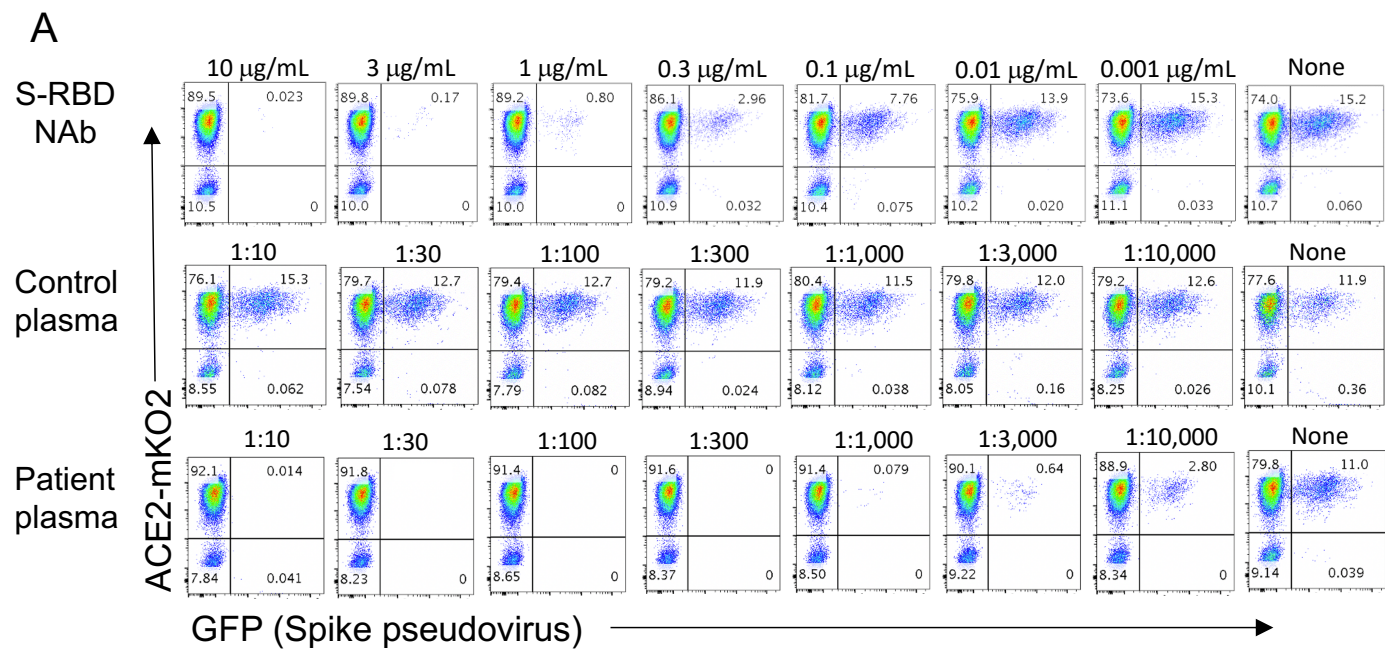 A
10 µg/mL 3 µg/mL 1 µg/mL 0.3 µg/mL 0.1 µg/mL 0.01 µg/mL 0.001 µg/mL None
S-RBD
NAb
89.5 0.023 89.8 0.17 89.2 0.80 86.1 2.96 81.7 7.76 75.9 13.9 73.6 15.3 74.0 15.2
10.5 0 10.0 0 10.0 0 10.9 0.032 10.4 0.075 10.2 0.020 11.1 0.033 10.7 0.060
1:10 1:30 1:100 1:300 1:1,000 1:3,000 1:10,000 None
Control
plasma
76.1 15.3 79.7 12.7 79.4 12.7 79.2 11.9 80.4 11.5 79.8 12.0 79.2 12.6 77.6 11.9
8.55 0.062 7.54 0.078 7.79 0.082 8.94 0.024 8.12 0.038 8.05 0.16 8.25 0.026 10.1 0.36
1:10 1:30 1:100 1:300 1:1,000 1:3,000 1:10,000 None
Patient
plasma
92.1 0.014 91.8 91.4 0 91.6 0 91.4 0.079 90.1 0.64 88.9 2.80 79.8 11.0
7.84 0.041 8.23 0 8.65 0 8.37 0 8.50 0 9.22 0 8.34 0 9.14 0.039
ACE2-mKO2
GFP (Spike pseudovirus)